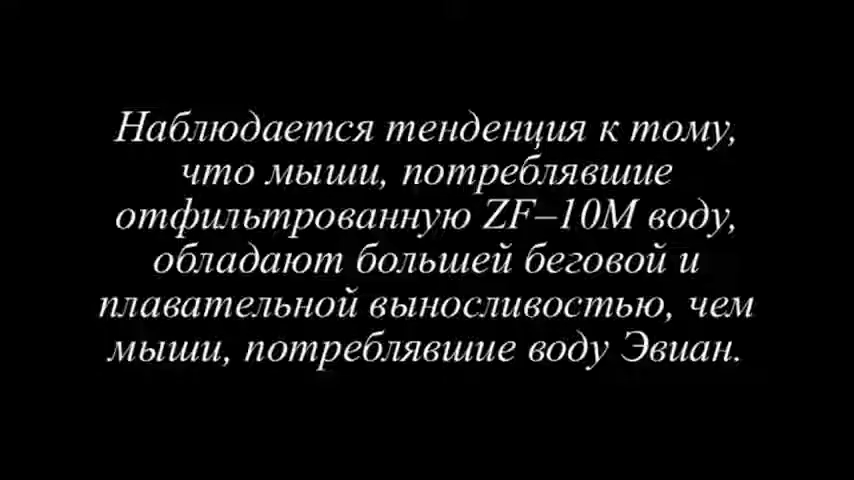 Наблюдается тенденция к тому,
что мыши, потреблявшие
отфильтрованную ZF–10M воду,
обладают большей беговой и
плавательной выносливостью, чем
мыши, потреблявшие воду Эвиан.